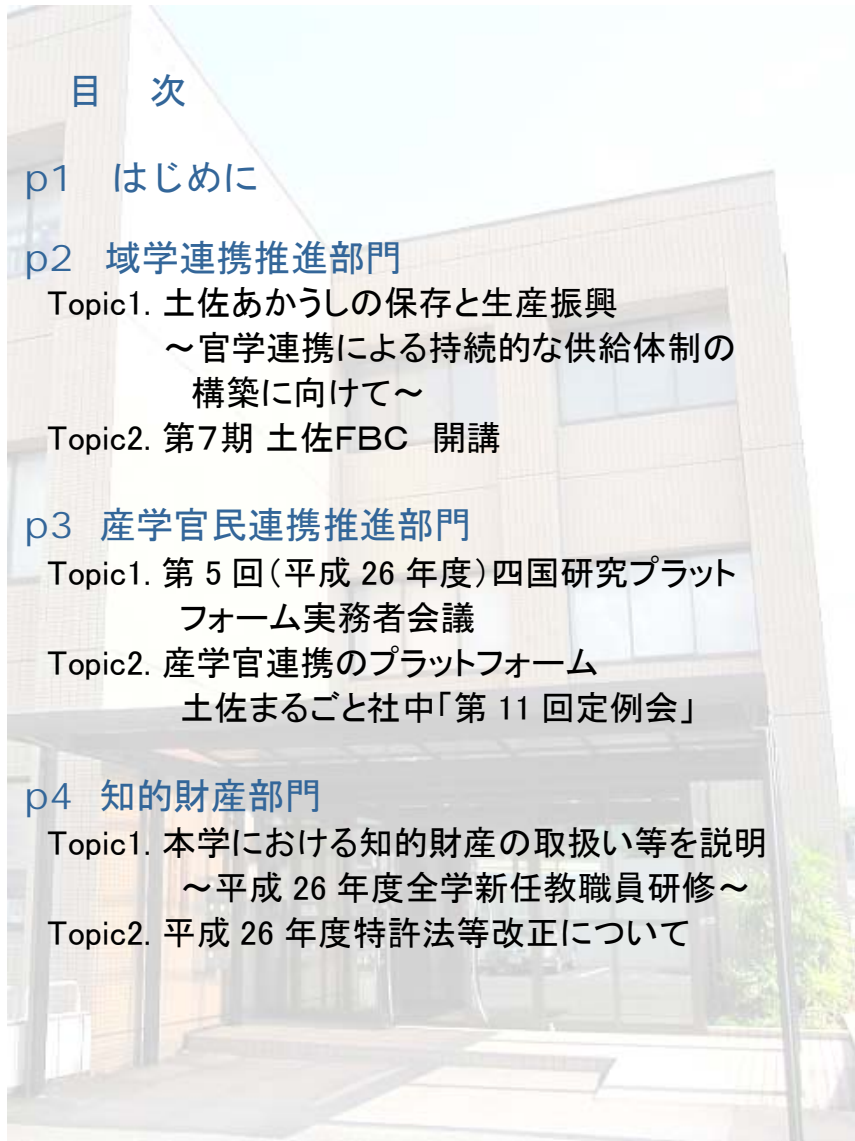 目 次
p1 はじめに
p2 域学連携推進部門
Topic1. 土佐あかうしの保存と生産振興
~官学連携による持続的な供給体制の
構築に向けて~
Topic2. 第7期 土佐FBC 開講
p3 産学官民連携推進部門
Topic1. 第 5 回(平成 26 年度)四国研究プラット
フォーム実務者会議
Topic2. 産学官連携のプラットフォーム
土佐まるごと社中「第 11 回定例会」
p4 知的財産部門
Topic1. 本学における知的財産の取扱い等を説明
~平成 26 年度全学新任教職員研修~
Topic2. 平成 26 年度特許法等改正について